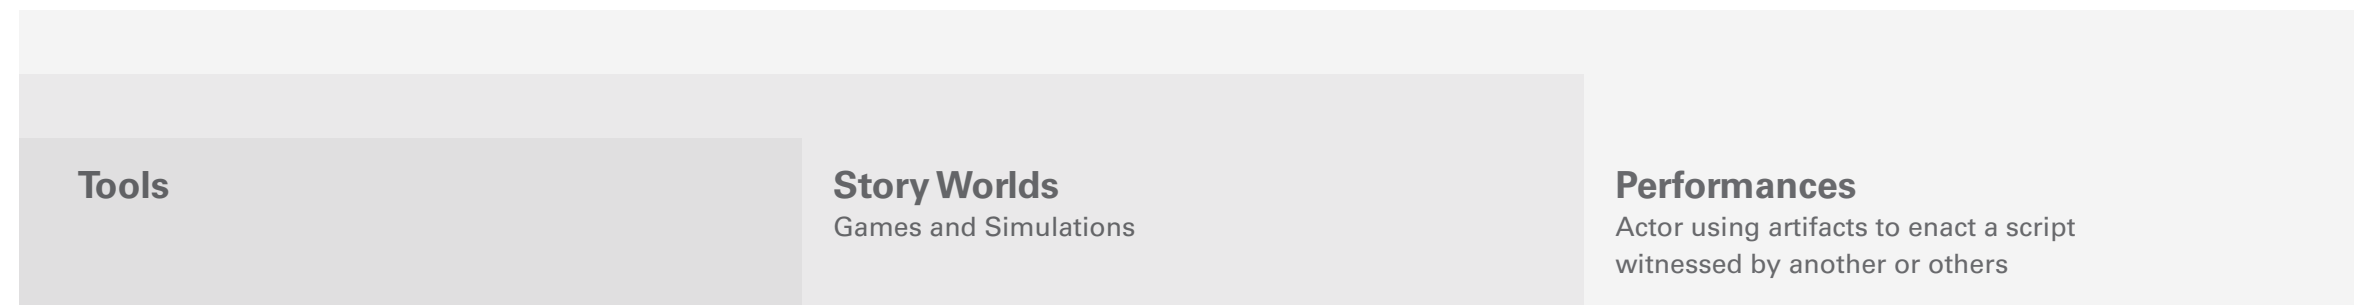 Tools
Story Worlds
Games and Simulations
Performances
Actor using artifacts to enact a script
witnessed by another or others